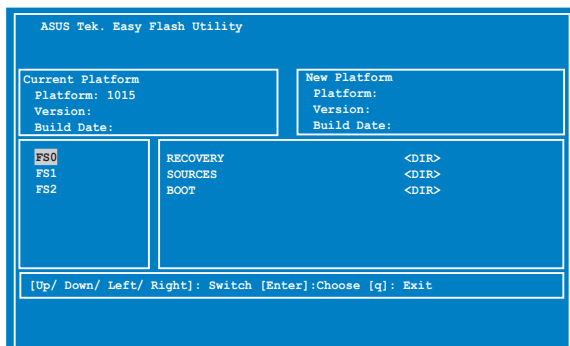 ASUS Tek. Easy Flash Utility
Current Platform
Platform: 1015
Version:
Build Date:
New Platform
Platform:
Version:
Build Date:
FS0
FS1
FS2
RECOVERY <DIR>
SOURCES <DIR>
BOOT <DIR>
[Up/ Down/ Left/ Right]: Switch [Enter]:Choose [q]: Exit